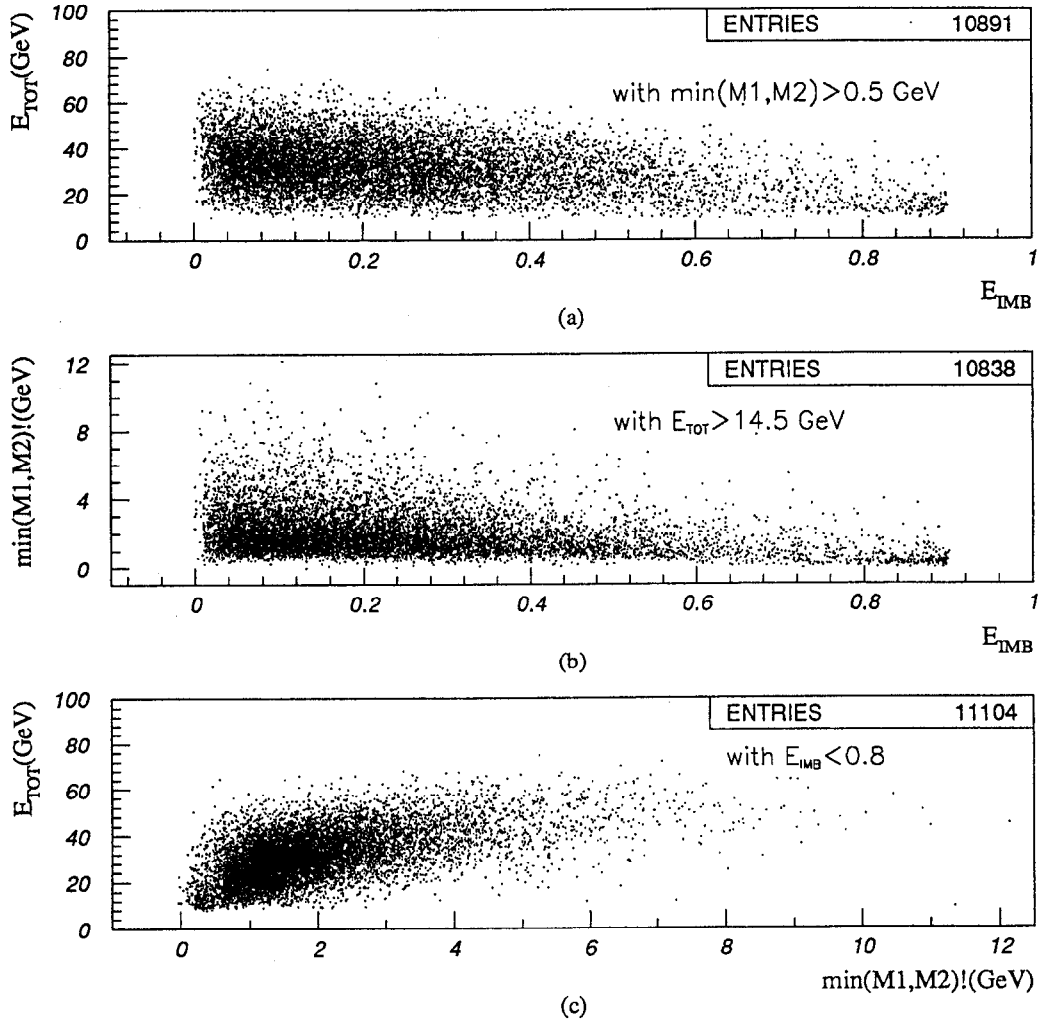 E_TOT(GeV)
100
80
60
40
20
0
ENTRIES 10891
with min(M1,M2)>0.5 GeV
0 0.2 0.4 0.6 0.8 1
E_IMB
(a)
min(M1,M2)!(GeV)
12
8
4
0
ENTRIES 10838
with E_TOT>14.5 GeV
0 0.2 0.4 0.6 0.8 1
E_IMB
(b)
E_TOT(GeV)
100
80
60
40
20
0
ENTRIES 11104
with E_IMB<0.8
0 2 4 6 8 10 12
min(M1,M2)!(GeV)
(c)